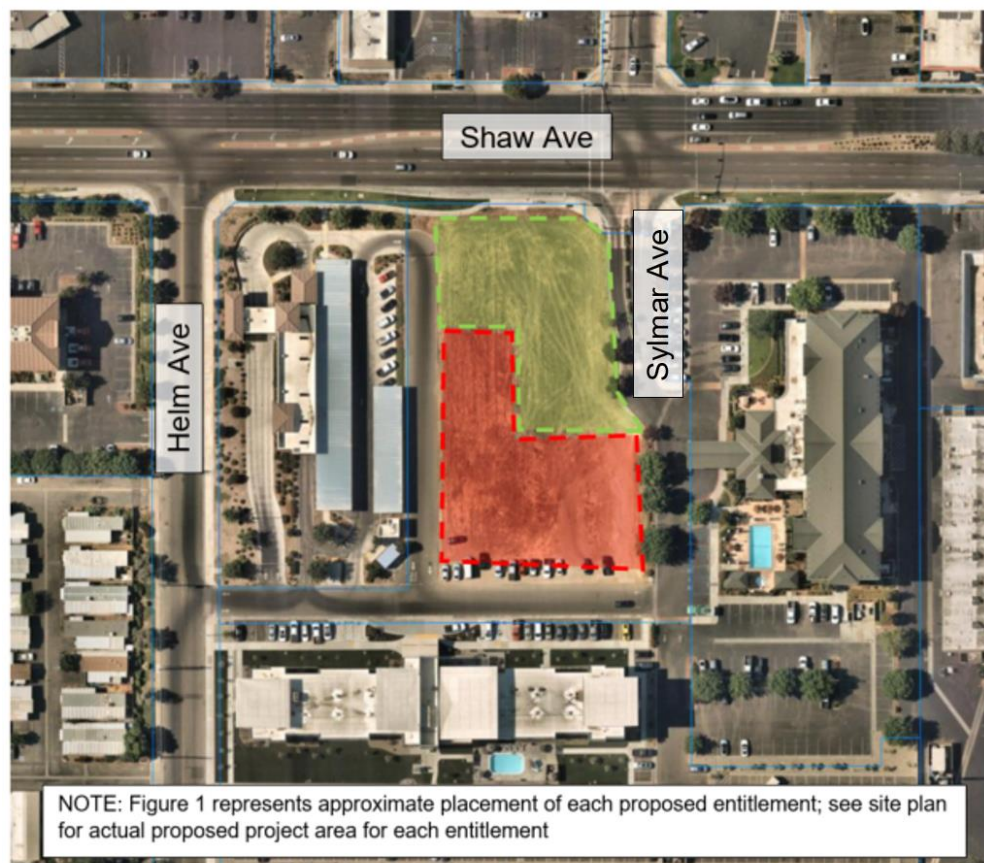 Shaw Ave
Sylmar Ave
Helm Ave
NOTE: Figure 1 represents approximate placement of each proposed entitlement; see site plan
for actual proposed project area for each entitlement